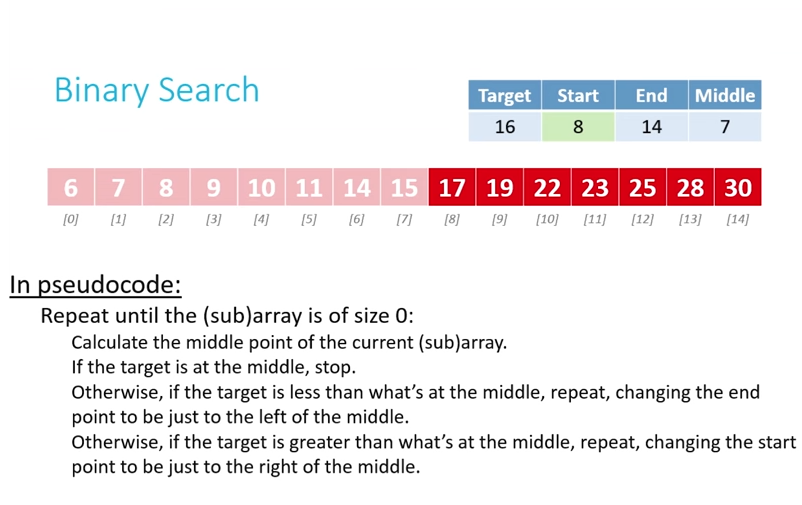 Binary Search
Target Start End Middle
16 8 14 7
6 7 8 9 10 11 14 15 17 19 22 23 25 28 30
[0] [1] [2] [3] [4] [5] [6] [7] [8] [9] [10] [11] [12] [13] [14]
In pseudocode:
Repeat until the (sub)array is of size 0:
Calculate the middle point of the current (sub)array.
If the target is at the middle, stop.
Otherwise, if the target is less than what’s at the middle, repeat, changing the end
point to be just to the left of the middle.
Otherwise, if the target is greater than what’s at the middle, repeat, changing the start
point to be just to the right of the middle.